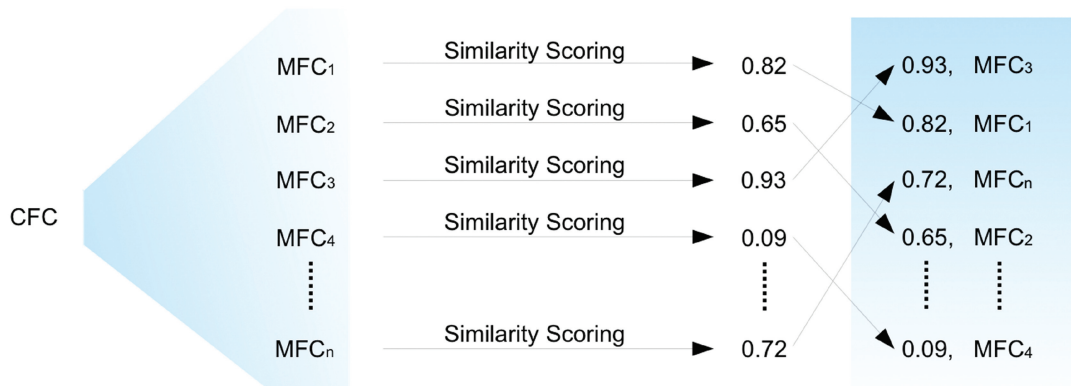 MFC₁ Similarity Scoring 0.82 0.93, MFC₃
MFC₂ Similarity Scoring 0.65 0.82, MFC₁
MFC₃ Similarity Scoring 0.93 0.72, MFCₙ
CFC
MFC₄ Similarity Scoring 0.09 0.65, MFC₂
MFCₙ Similarity Scoring 0.72 0.09, MFC₄